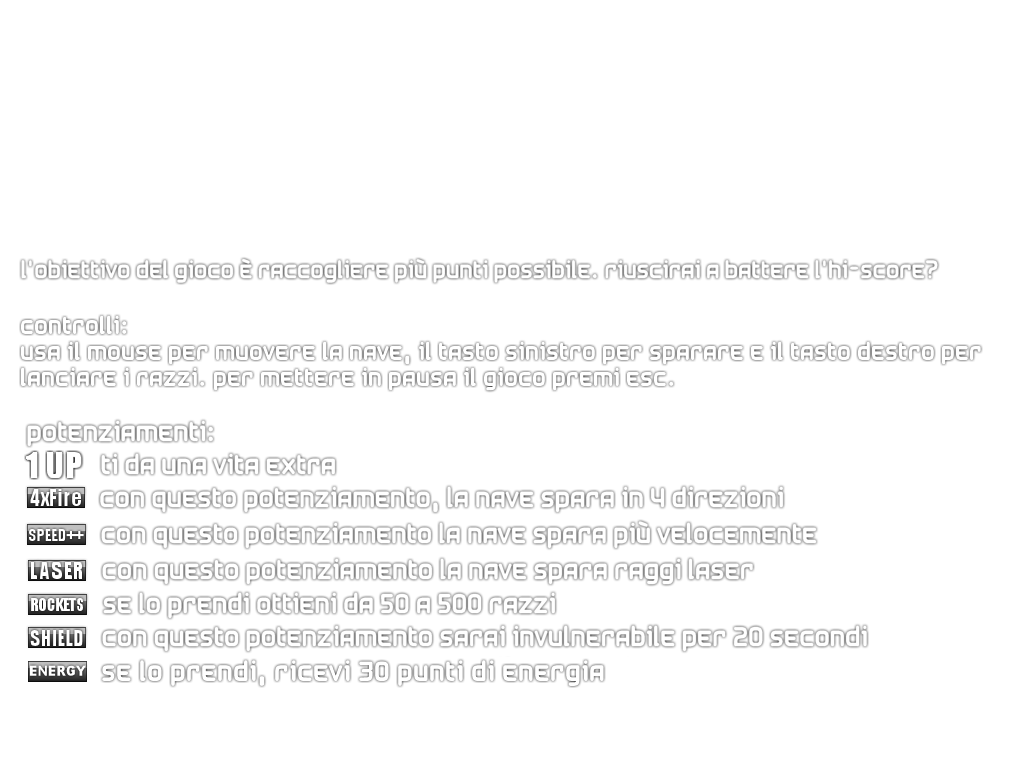 l'obiettivo del gioco è raccogliere più punti possibile. riuscirai a battere l'hi-score?
controlli:
usa il mouse per muovere la nave, il tasto sinistro per sparare e il tasto destro per
lanciare i razzi. per mettere in pausa il gioco premi esc.
potenziamenti:
1UP ti da una vita extra
4xFire con questo potenziamento, la nave spara in 4 direzioni
SPEED++ con questo potenziamento la nave spara più velocemente
LASER con questo potenziamento la nave spara raggi laser
ROCKETS se lo prendi ottieni da 50 a 500 razzi
SHIELD con questo potenziamento sarai invulnerabile per 20 secondi
ENERGY se lo prendi, ricevi 30 punti di energia